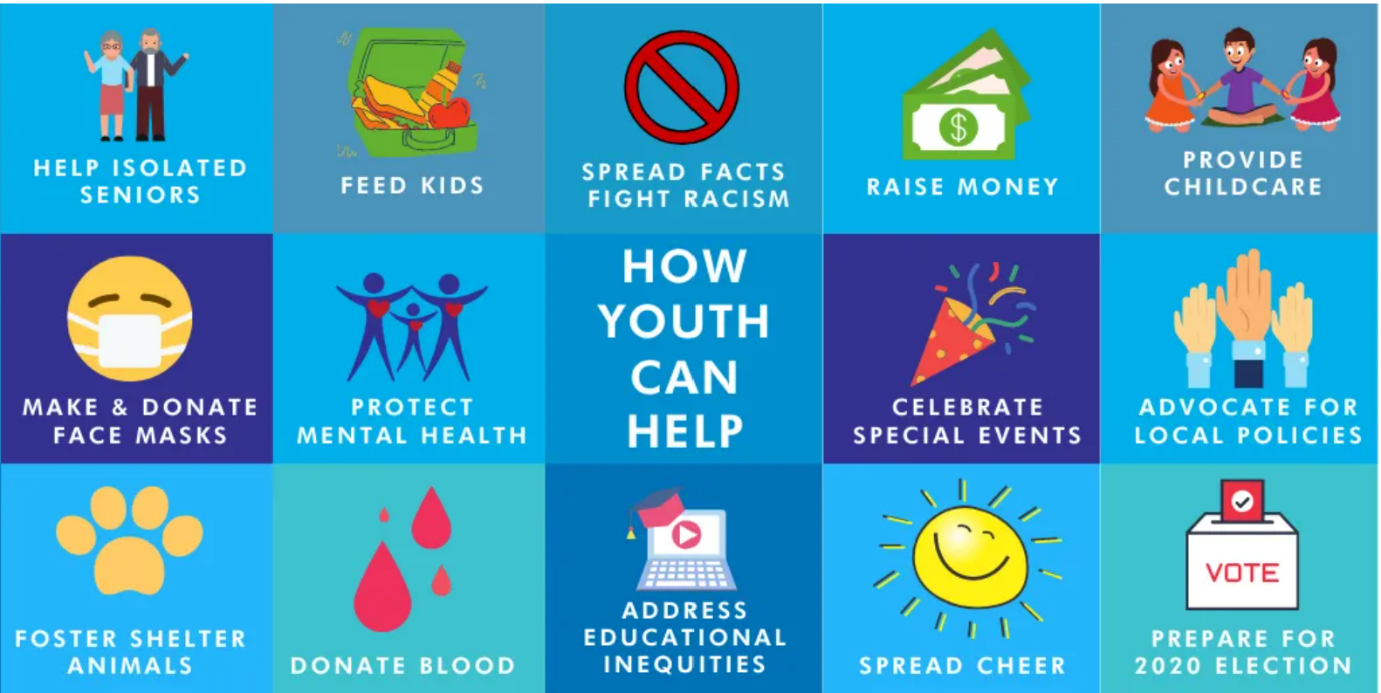 HELP ISOLATED
SENIORS
FEED KIDS
SPREAD FACTS
FIGHT RACISM
RAISE MONEY
$
PROVIDE
CHILDCARE
MAKE & DONATE
FACE MASKS
PROTECT
MENTAL HEALTH
HOW
YOUTH
CAN
HELP
CELEBRATE
SPECIAL EVENTS
ADVOCATE FOR
LOCAL POLICIES
FOSTER SHELTER
ANIMALS
DONATE BLOOD
ADDRESS
EDUCATIONAL
INEQUITIES
SPREAD CHEER
VOTE
PREPARE FOR
2020 ELECTION